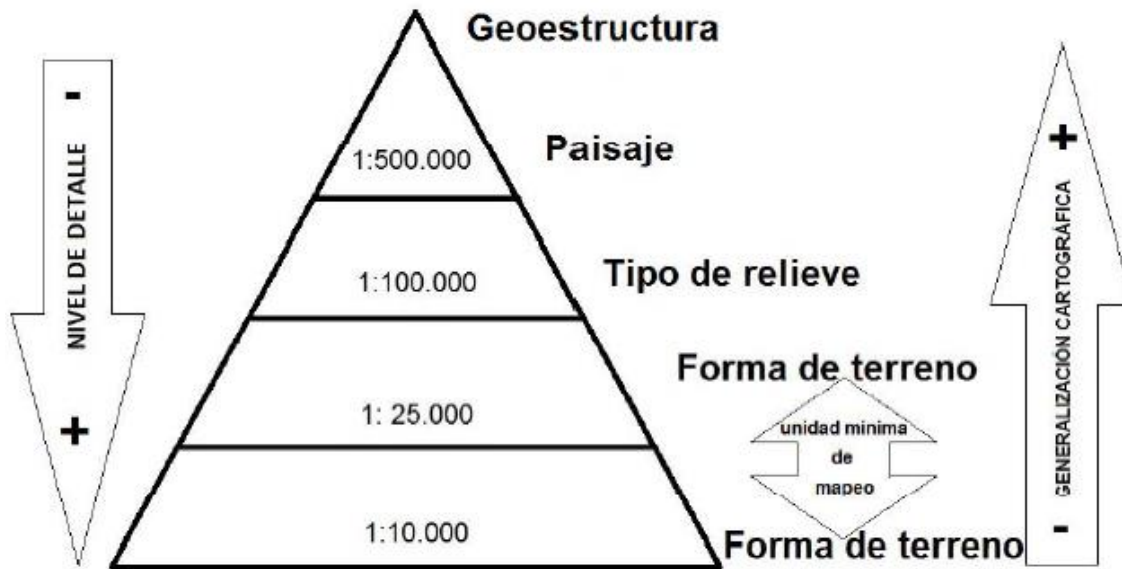 Geoestructura
-
NIVEL DE DETALLE
+
1:500.000
Paisaje
1:100.000
Tipo de relieve
1: 25.000
Forma de terreno
unidad mínima
de
mapeo
1:10.000
Forma de terreno
+
GENERALIZACIÓN CARTOGRÁFICA
-